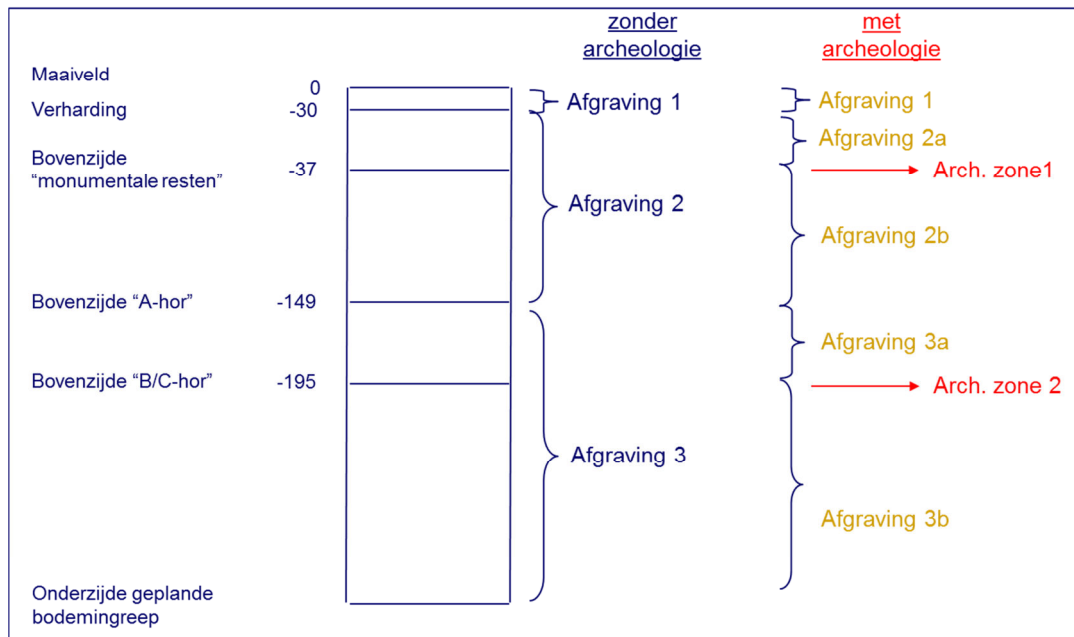 zonder
archeologie
met
archeologie
Maaiveld
0
Afgraving 1
Afgraving 1
Verharding
-30
Afgraving 2a
Bovenzijde
“monumentale resten”
-37
Arch. zone1
Afgraving 2
Afgraving 2b
Bovenzijde “A-hor”
-149
Afgraving 3a
Bovenzijde “B/C-hor”
-195
Arch. zone 2
Afgraving 3
Afgraving 3b
Onderzijde geplande
bodemingreep